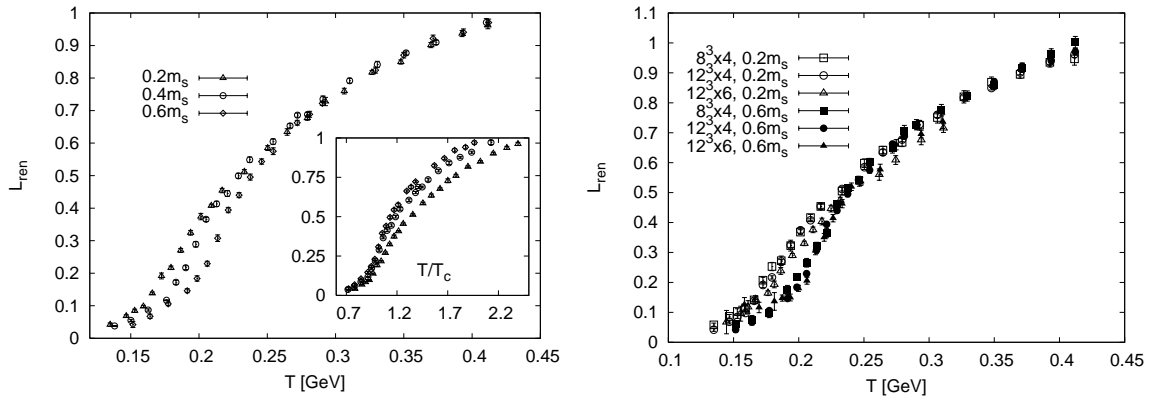 1
0.9
0.8
0.7
0.6
0.5
0.4
0.3
0.2
0.1
0
L_ren
0.2m_s
0.4m_s
0.6m_s
1
0.75
0.5
0.25
0
T/T_c
0.7 1.2 1.7 2.2
0.15 0.2 0.25 0.3 0.35 0.4 0.45
T [GeV]
1.1
1
0.9
0.8
0.7
0.6
0.5
0.4
0.3
0.2
0.1
0
L_ren
8^3x4, 0.2m_s
12^3x4, 0.2m_s
12^3x6, 0.2m_s
8^3x4, 0.6m_s
12^3x4, 0.6m_s
12^3x6, 0.6m_s
0.1 0.15 0.2 0.25 0.3 0.35 0.4 0.45
T [GeV]